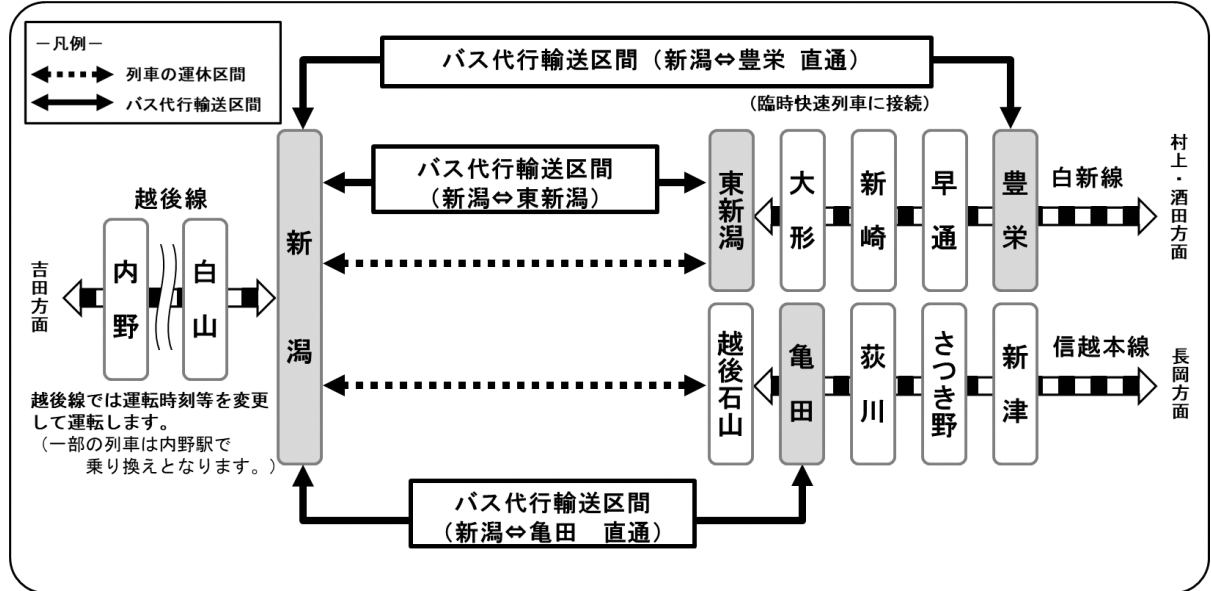 －凡例－
列車の運休区間
バス代行輸送区間
バス代行輸送区間（新潟⇔豊栄 直通）
（臨時快速列車に接続）
バス代行輸送区間
（新潟⇔東新潟）
越後線
吉田方面
内野
白山
新潟
東新潟
大形
新崎
早通
豊栄
白新線
村上・酒田方面
越後石山
亀田
荻川
さつき野
新津
信越本線
長岡方面
越後線では運転時刻等を変更
して運転します。
（一部の列車は内野駅で
乗り換えとなります。）
バス代行輸送区間
（新潟⇔亀田　直通）